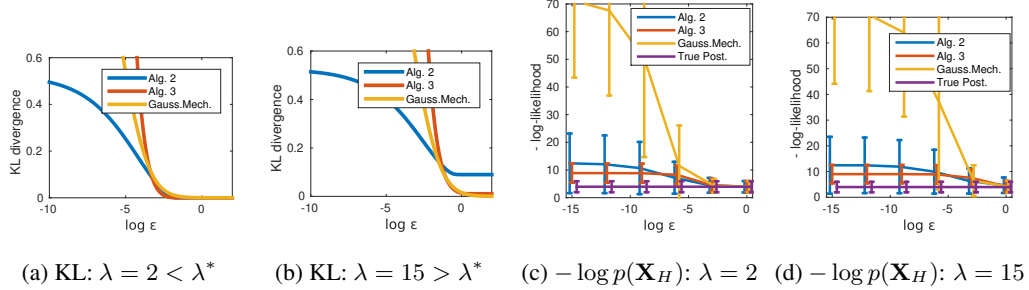 0.6
0.4
0.2
0
KL divergence
-10
-5
0
log ε
Alg. 2
Alg. 3
Gauss.Mech.
(a) KL: λ = 2 < λ*
0.6
0.4
0.2
0
KL divergence
-10
-5
0
log ε
Alg. 2
Alg. 3
Gauss.Mech.
(b) KL: λ = 15 > λ*
70
60
50
40
30
20
10
0
- log-likelihood
-15
-10
-5
0
log ε
Alg. 2
Alg. 3
Gauss.Mech.
True Post.
(c) − log p(X_H): λ = 2
70
60
50
40
30
20
10
0
- log-likelihood
-15
-10
-5
0
log ε
Alg. 2
Alg. 3
Gauss.Mech.
True Post.
(d) − log p(X_H): λ = 15